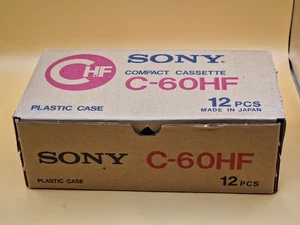 CHF
SONY
COMPACT CASSETTE
C-60HF
PLASTIC CASE
12 PCS
MADE IN JAPAN
SONY C-60HF
PLASTIC CASE
12 PCS